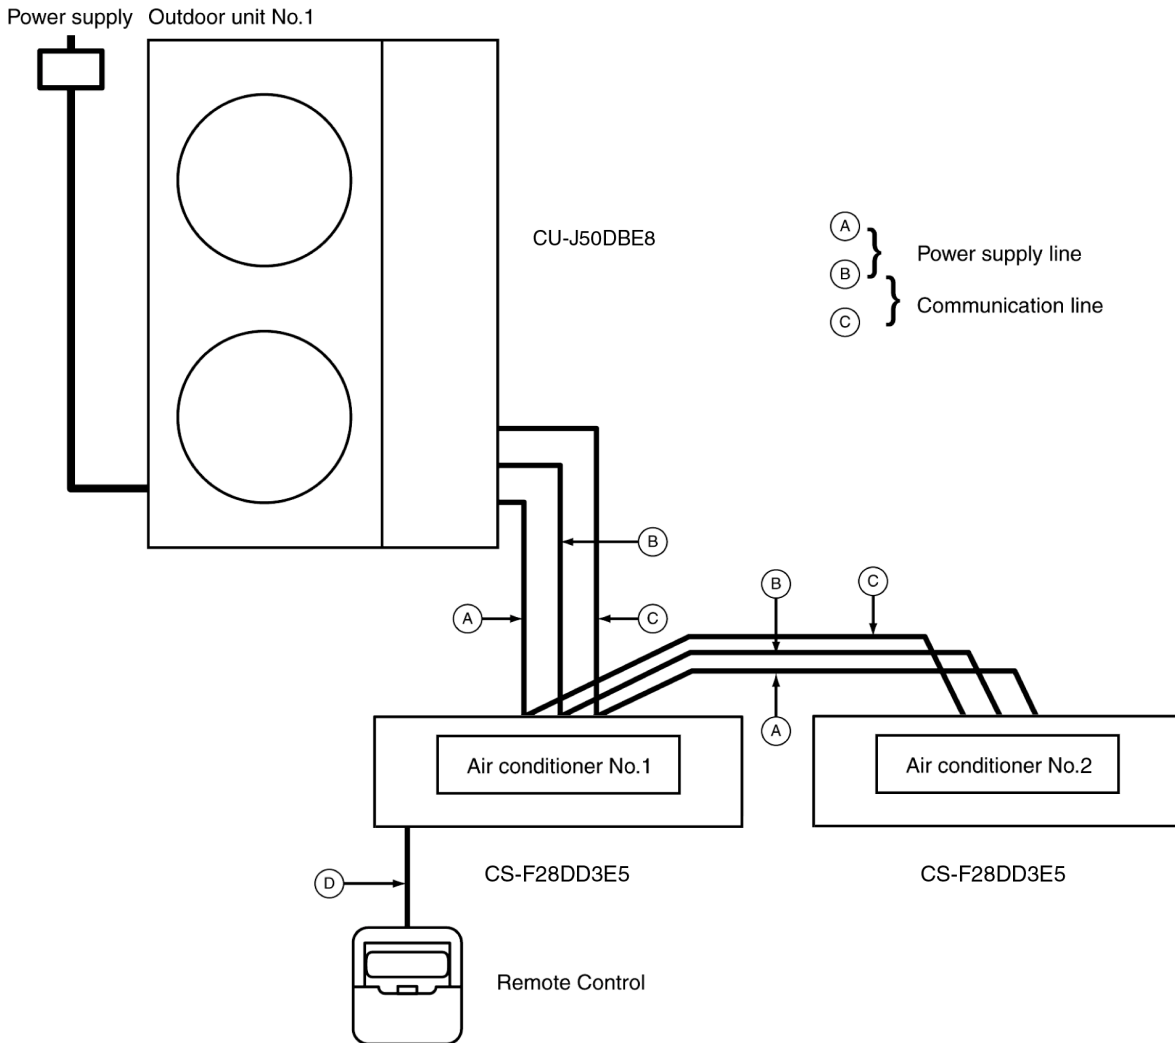 Power supply
Outdoor unit No.1
CU-J50DBE8
A
B
C
Power supply line
Communication line
B
A
C
B
C
A
Air conditioner No.1
Air conditioner No.2
CS-F28DD3E5
CS-F28DD3E5
D
Remote Control